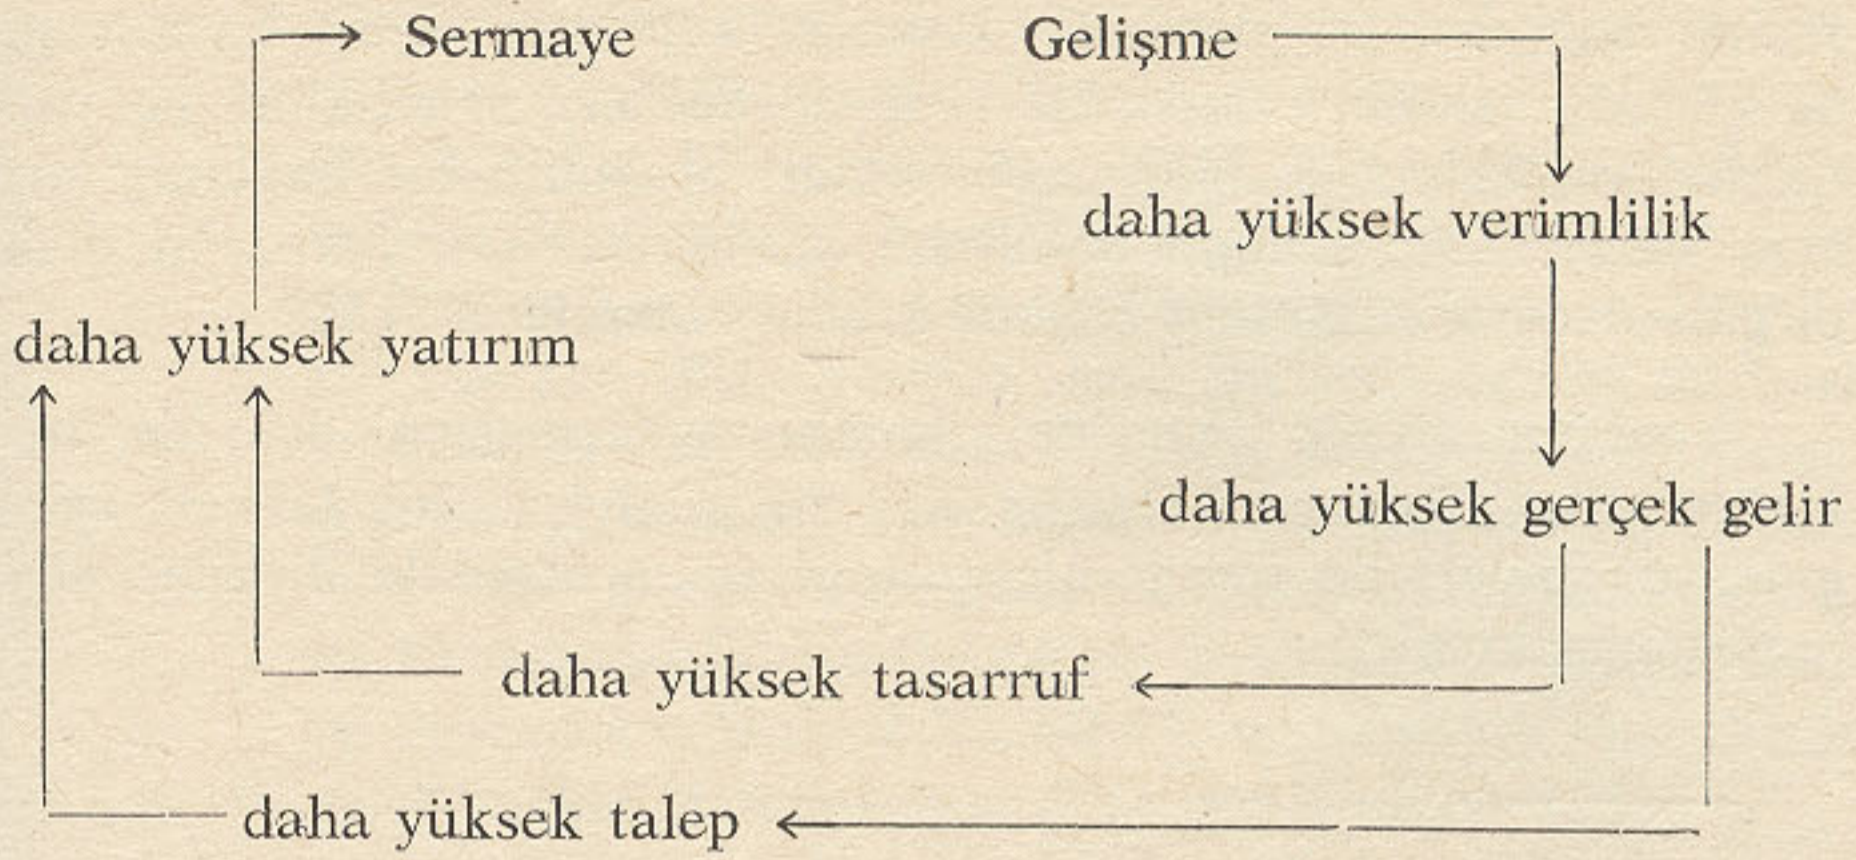 Sermaye Gelişme
daha yüksek verimlilik
daha yüksek yatırım
daha yüksek gerçek gelir
daha yüksek tasarruf
daha yüksek talep